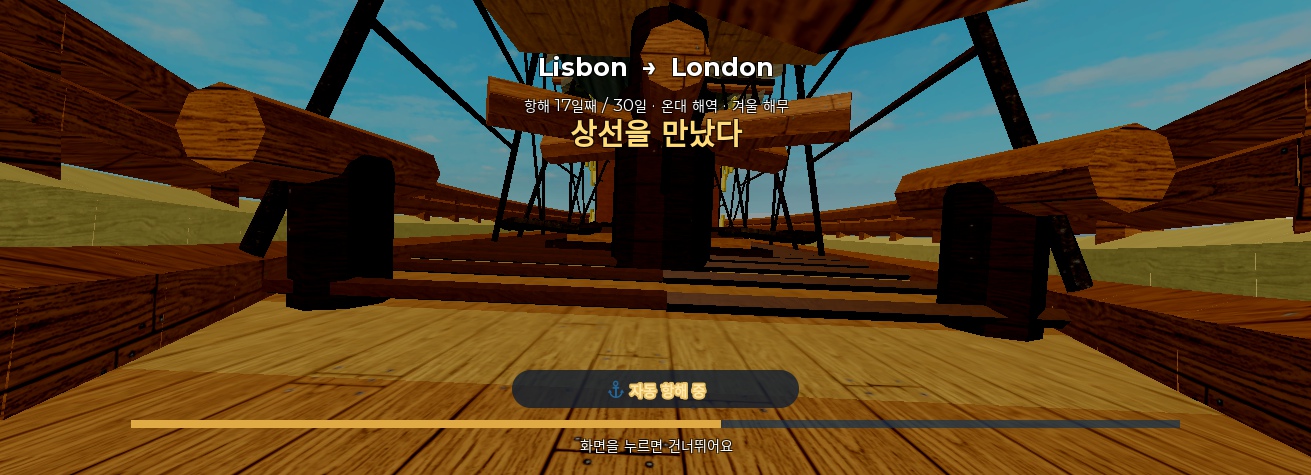 Lisbon → London
항해 17일째 / 30일 · 온대 해역 · 겨울 해무
상선을 만났다
⚓ 자동 항해 중
화면을 누르면 건너뛰어요